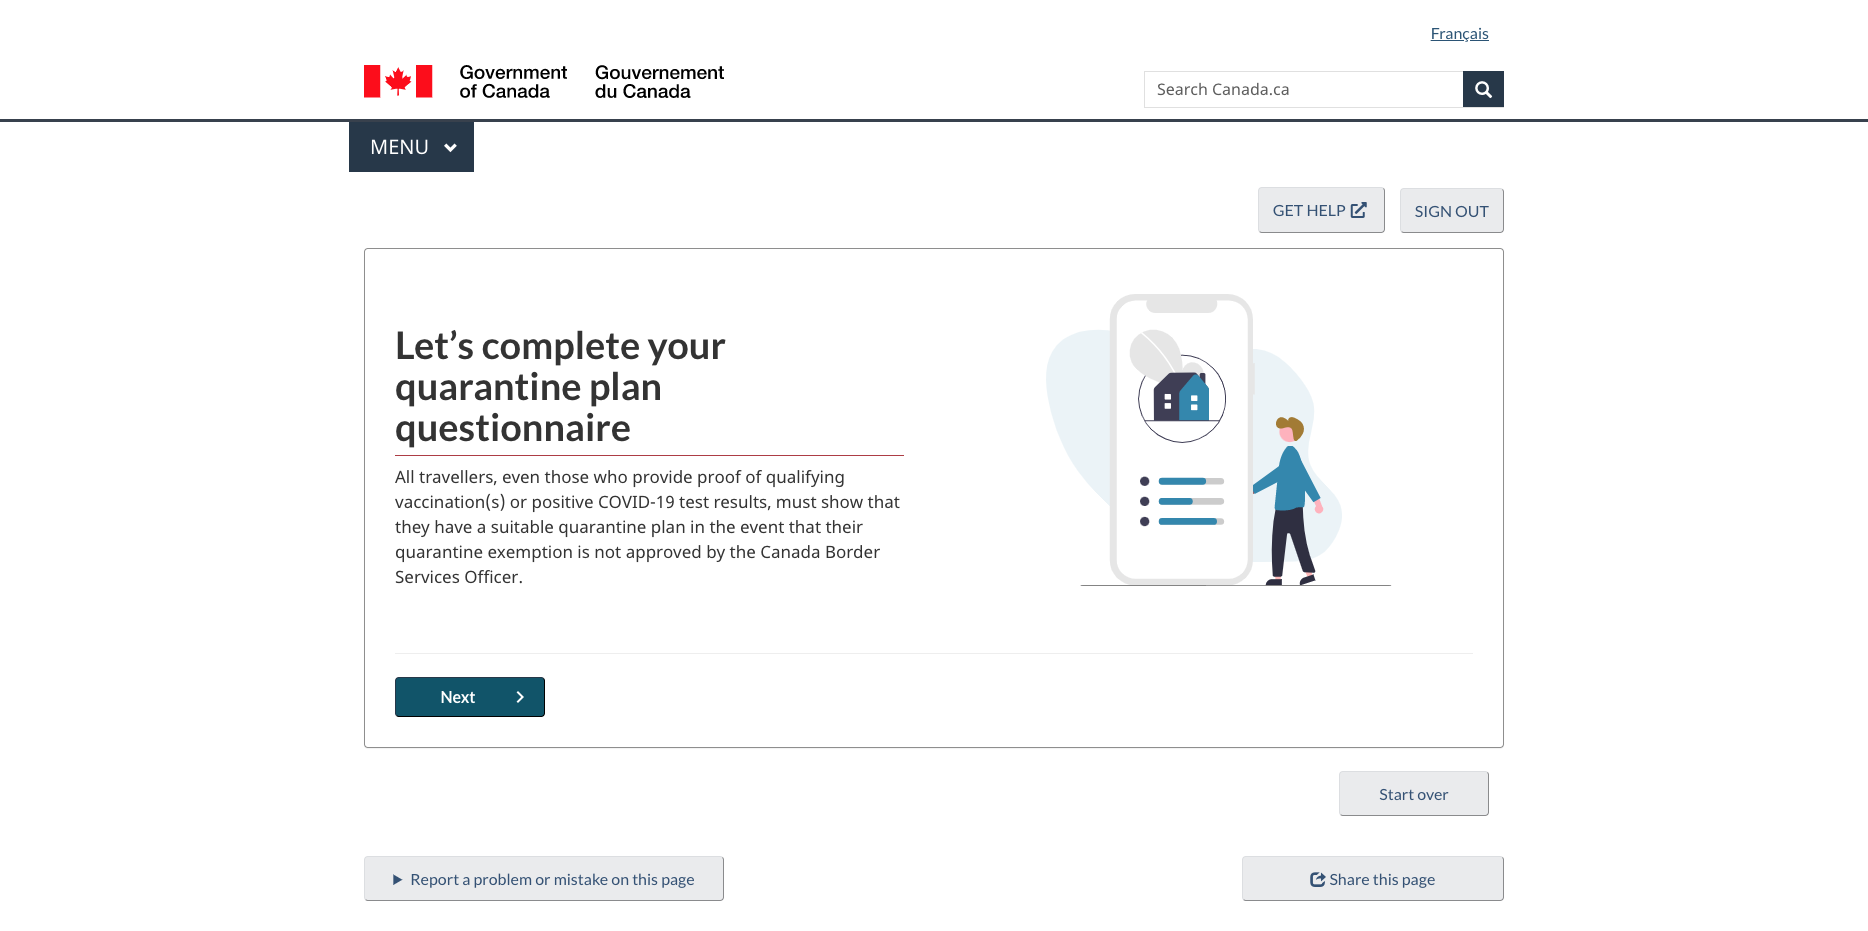 Français
Government
of Canada
Gouvernement
du Canada
Search Canada.ca
MENU
GET HELP
SIGN OUT
Let’s complete your
quarantine plan
questionnaire
All travellers, even those who provide proof of qualifying
vaccination(s) or positive COVID-19 test results, must show that
they have a suitable quarantine plan in the event that their
quarantine exemption is not approved by the Canada Border
Services Officer.
Next
Start over
Report a problem or mistake on this page
Share this page